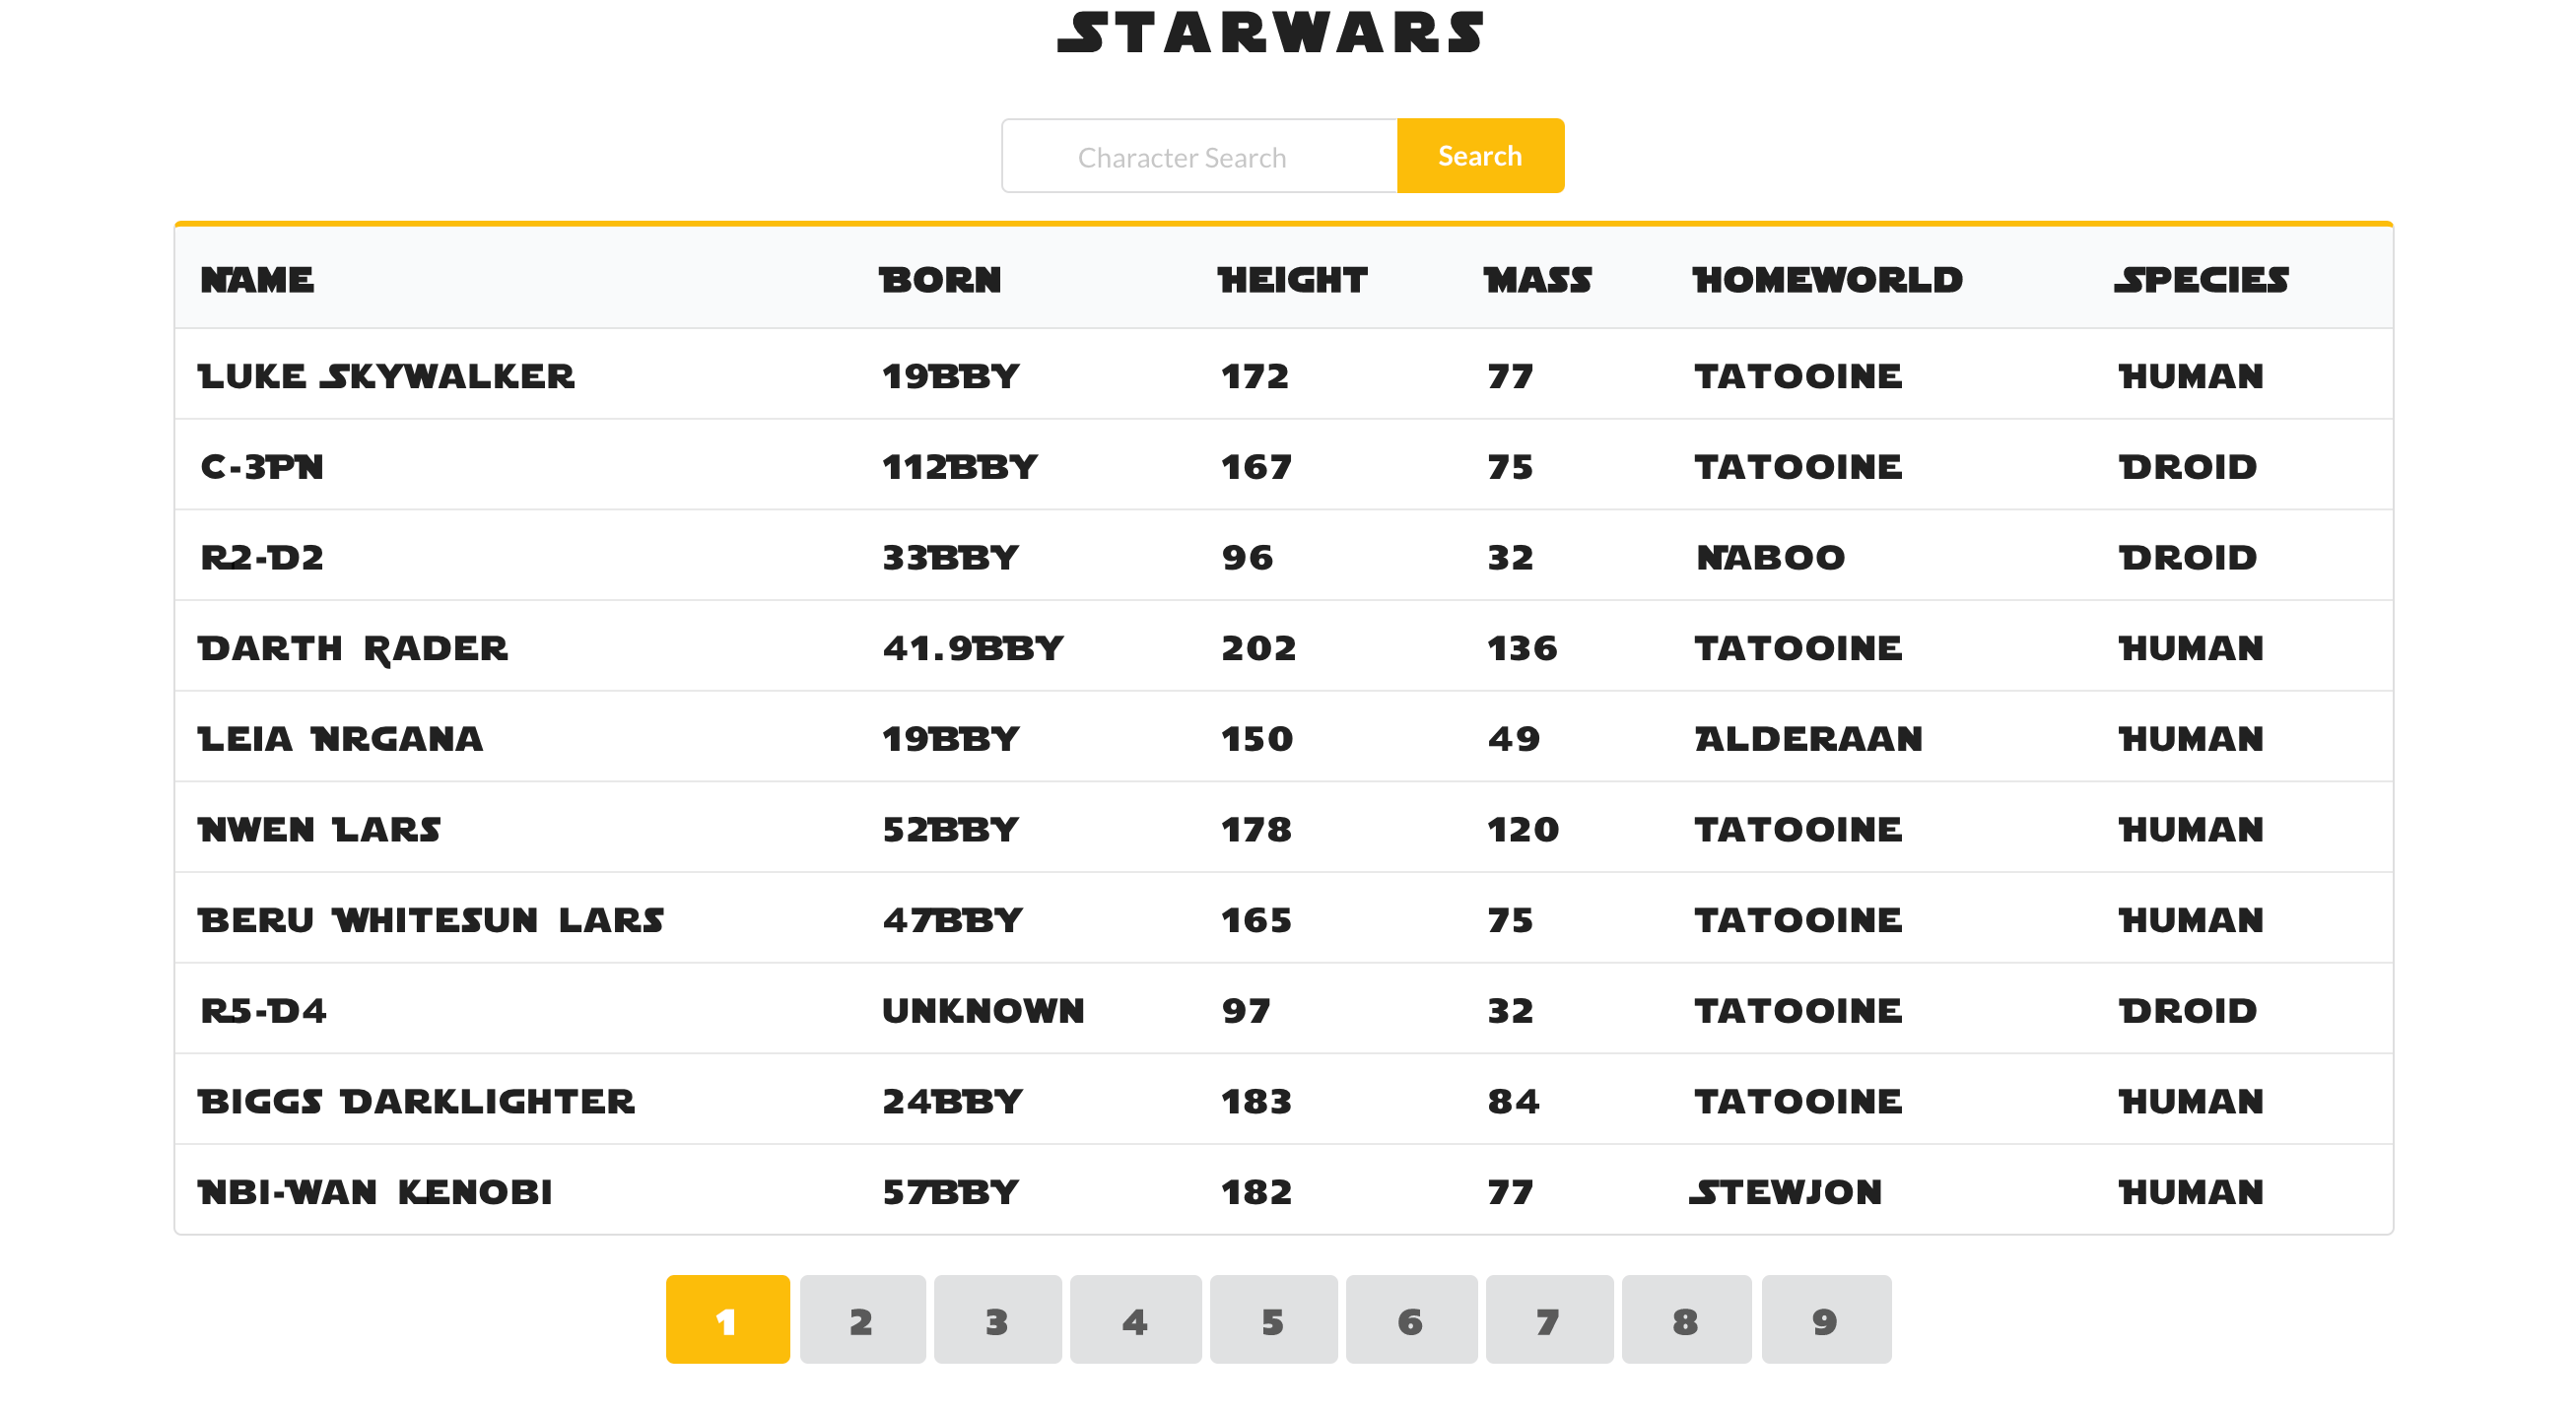 STARWARS
Character Search Search
NAME BORN HEIGHT MASS HOMEWORLD SPECIES
LUKE SKYWALKER 19BBY 172 77 TATOOINE HUMAN
C-3PN 112BBY 167 75 TATOOINE DROID
R2-D2 33BBY 96 32 NABOO DROID
DARTH RADER 41.9BBY 202 136 TATOOINE HUMAN
LEIA NRGANA 19BBY 150 49 ALDERAAN HUMAN
NWEN LARS 52BBY 178 120 TATOOINE HUMAN
BERU WHITESUN LARS 47BBY 165 75 TATOOINE HUMAN
R5-D4 UNKNOWN 97 32 TATOOINE DROID
BIGGS DARKLIGHTER 24BBY 183 84 TATOOINE HUMAN
NBI-WAN KENOBI 57BBY 182 77 STEWJON HUMAN
1 2 3 4 5 6 7 8 9